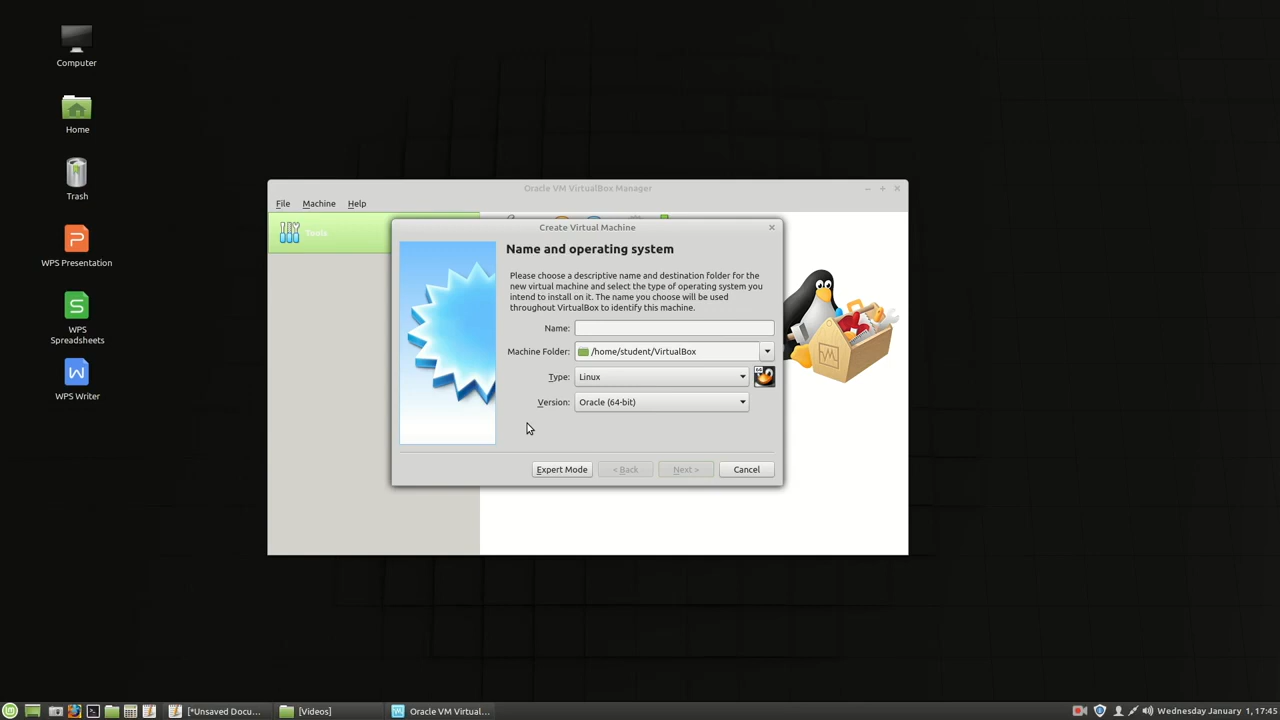 Computer
Home
Trash
WPS Presentation
WPS
Spreadsheets
WPS Writer
Oracle VM VirtualBox Manager
File Machine Help
Tools
Create Virtual Machine
Name and operating system
Please choose a descriptive name and destination folder for the
new virtual machine and select the type of operating system you
intend to install on it. The name you choose will be used
throughout VirtualBox to identify this machine.
Name:
Machine Folder: /home/student/VirtualBox
Type: Linux
Version: Oracle (64-bit)
Expert Mode < Back Next > Cancel
[*Unsaved Docu... [Videos] Oracle VM Virtual... Wednesday January 1, 17:45